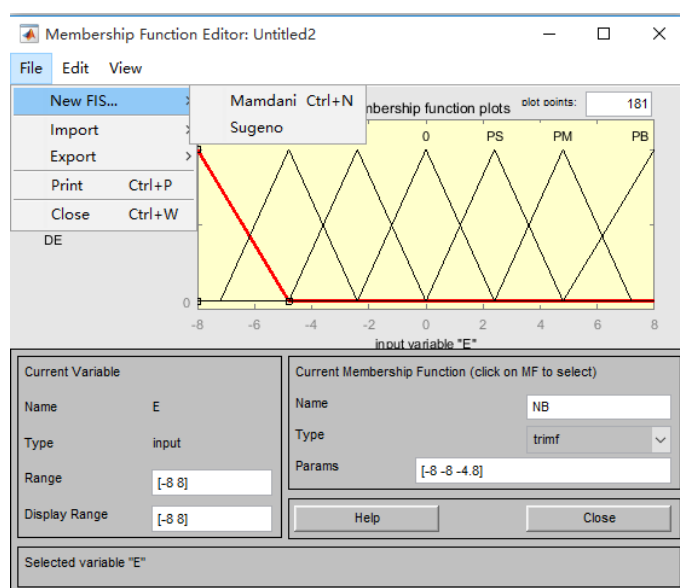 Membership Function Editor: Untitled2
File Edit View
New FIS... >
Import >
Export >
Print Ctrl+P
Close Ctrl+W
Mamdani Ctrl+N
Sugeno
nbership function plots
plot points: 181
0 PS PM PB
DE
0
-8 -6 -4 -2 0 2 4 6 8
input variable "E"
Current Variable
Name E
Type input
Range [-8 8]
Display Range [-8 8]
Current Membership Function (click on MF to select)
Name NB
Type trimf
Params [-8 -8 -4.8]
Help Close
Selected variable "E"